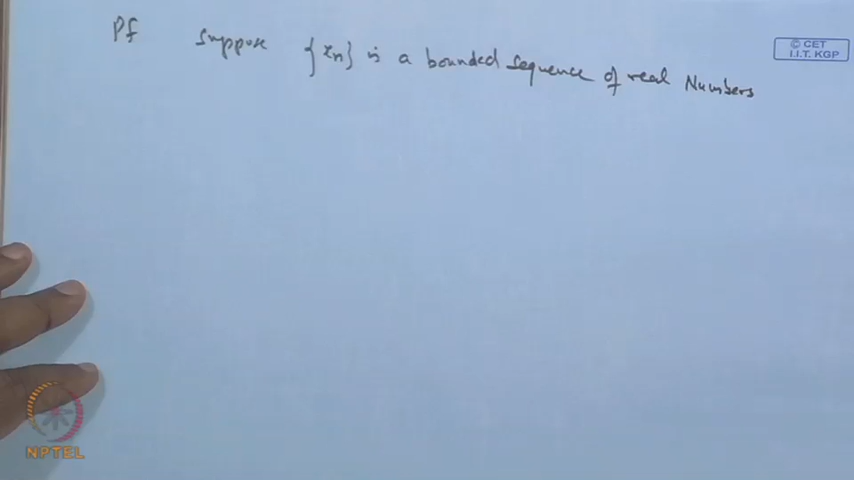 Pf Suppose {xn} is a bounded sequence of real Numbers
© CET
I.I.T. KGP
NPTEL